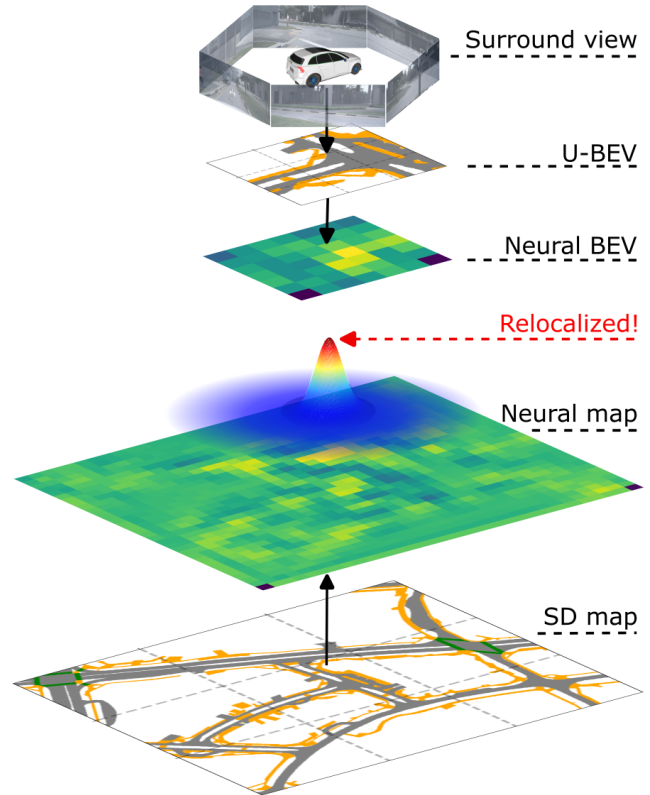 Surround view
U-BEV
Neural BEV
Relocalized!
Neural map
SD map